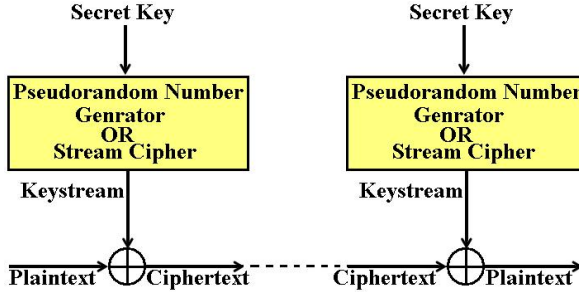 Secret Key
Pseudorandom Number
Genrator
OR
Stream Cipher
Keystream
Plaintext
Ciphertext
Secret Key
Pseudorandom Number
Genrator
OR
Stream Cipher
Keystream
Ciphertext
Plaintext